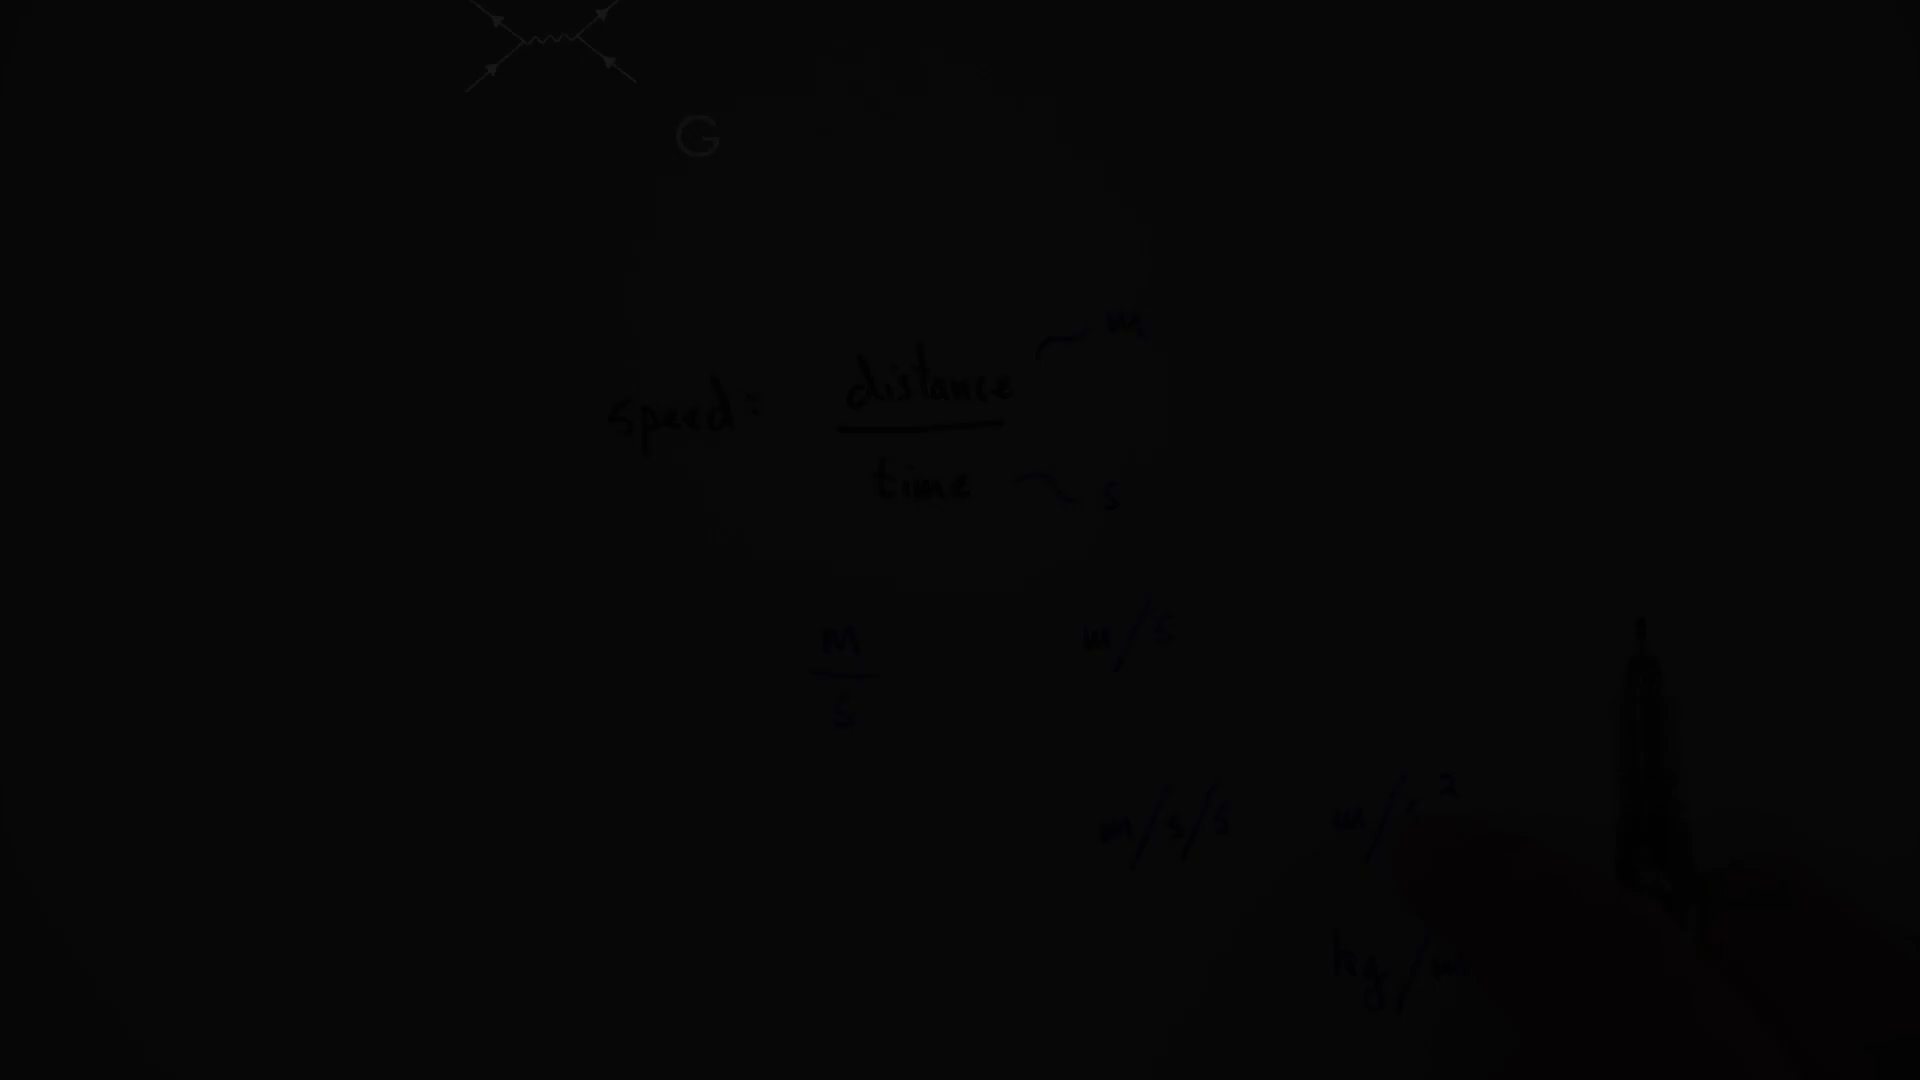 G
m
speed = distance
time
s
m
s
m/s
m/s/s m/s²
kg/m